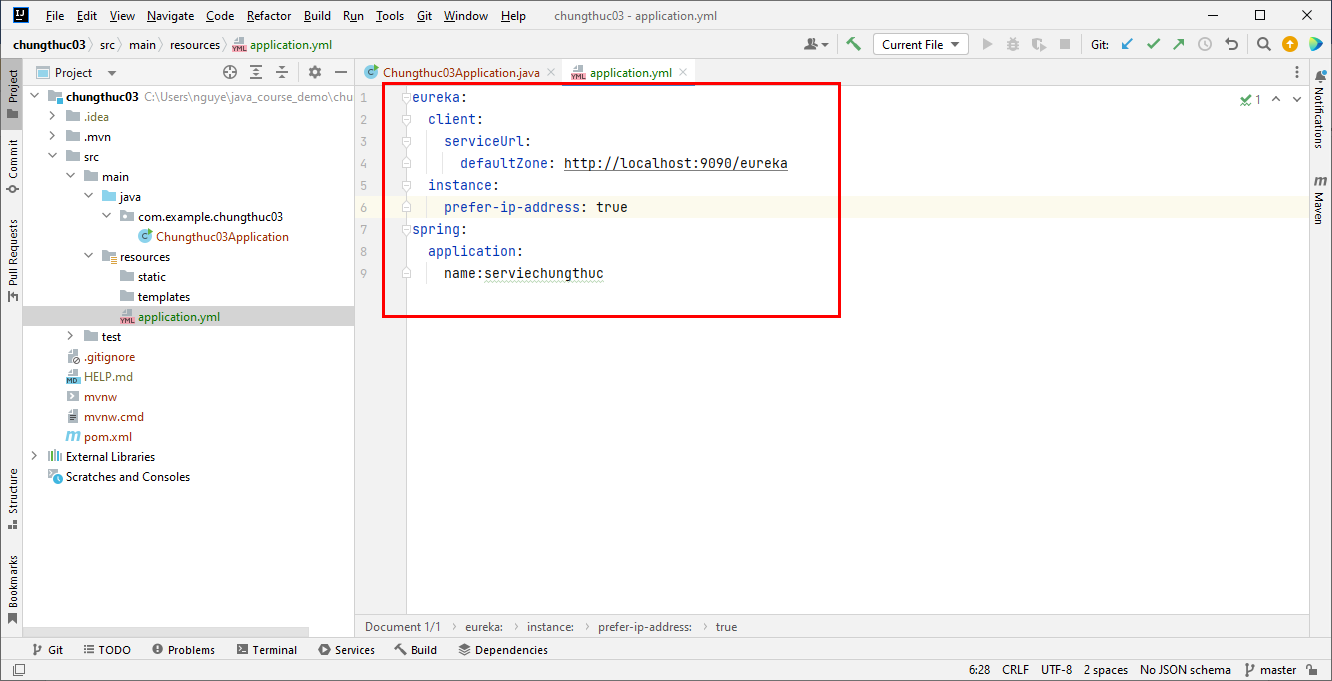 File Edit View Navigate Code Refactor Build Run Tools Git Window Help chungthuc03 - application.yml
chungthuc03 src main resources application.yml Current File Git:
Project Chungthuc03Application.java application.yml
chungthuc03 C:\Users\nguye\java_course_demo\chu
.idea
.mvn
src
main
java
com.example.chungthuc03
Chungthuc03Application
resources
static
templates
application.yml
test
.gitignore
HELP.md
mvnw
mvnw.cmd
pom.xml
External Libraries
Scratches and Consoles
1 eureka:
2 client:
3 serviceUrl:
4 defaultZone: http://localhost:9090/eureka
5 instance:
6 prefer-ip-address: true
7 spring:
8 application:
9 name:serviechungthuc
1
Project
Commit
Pull Requests
Structure
Bookmarks
Notifications
Maven
Document 1/1 eureka: instance: prefer-ip-address: true
Git TODO Problems Terminal Services Build Dependencies
6:28 CRLF UTF-8 2 spaces No JSON schema master